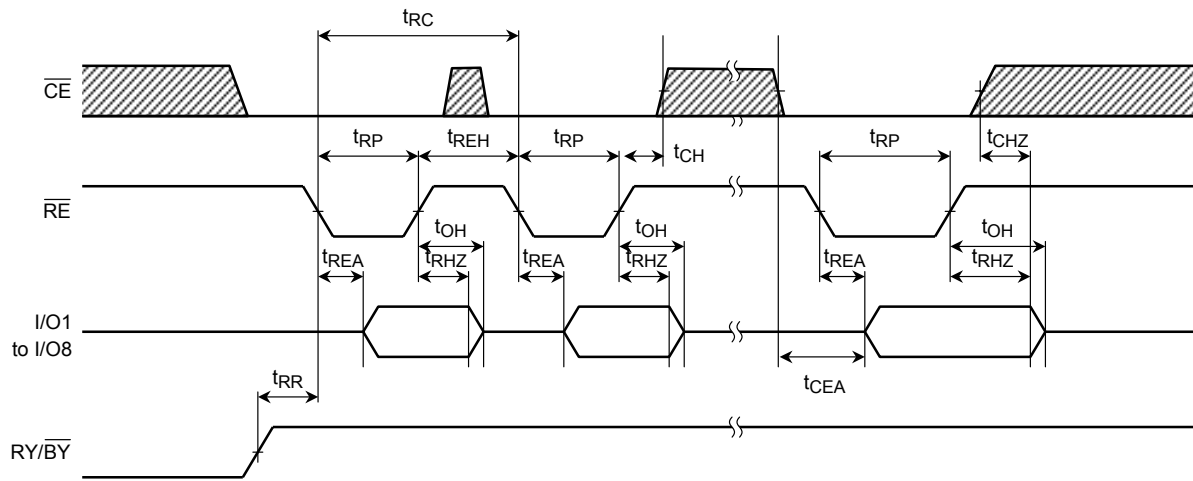 tRC
CE
tRP
tREH
tRP
tCH
tRP
tCHZ
RE
tOH
tOH
tOH
tREA
tRHZ
tREA
tRHZ
tREA
tRHZ
I/O1
to I/O8
tRR
tCEA
RY/BY